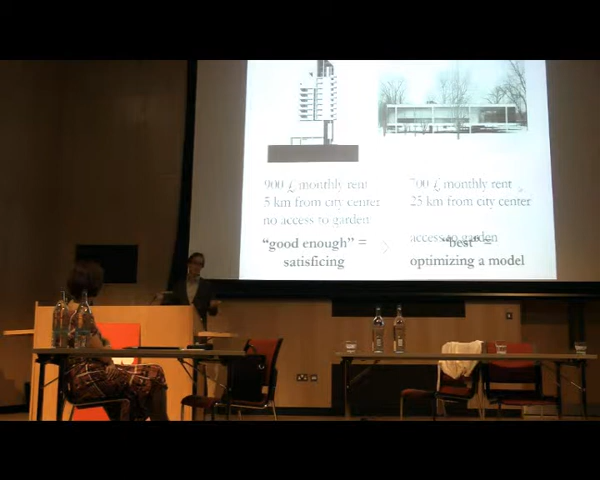 900 £ monthly rent
5 km from city center
no access to garden
"good enough" =
satisficing
700 £ monthly rent
25 km from city center
access to garden
"best" =
optimizing a model